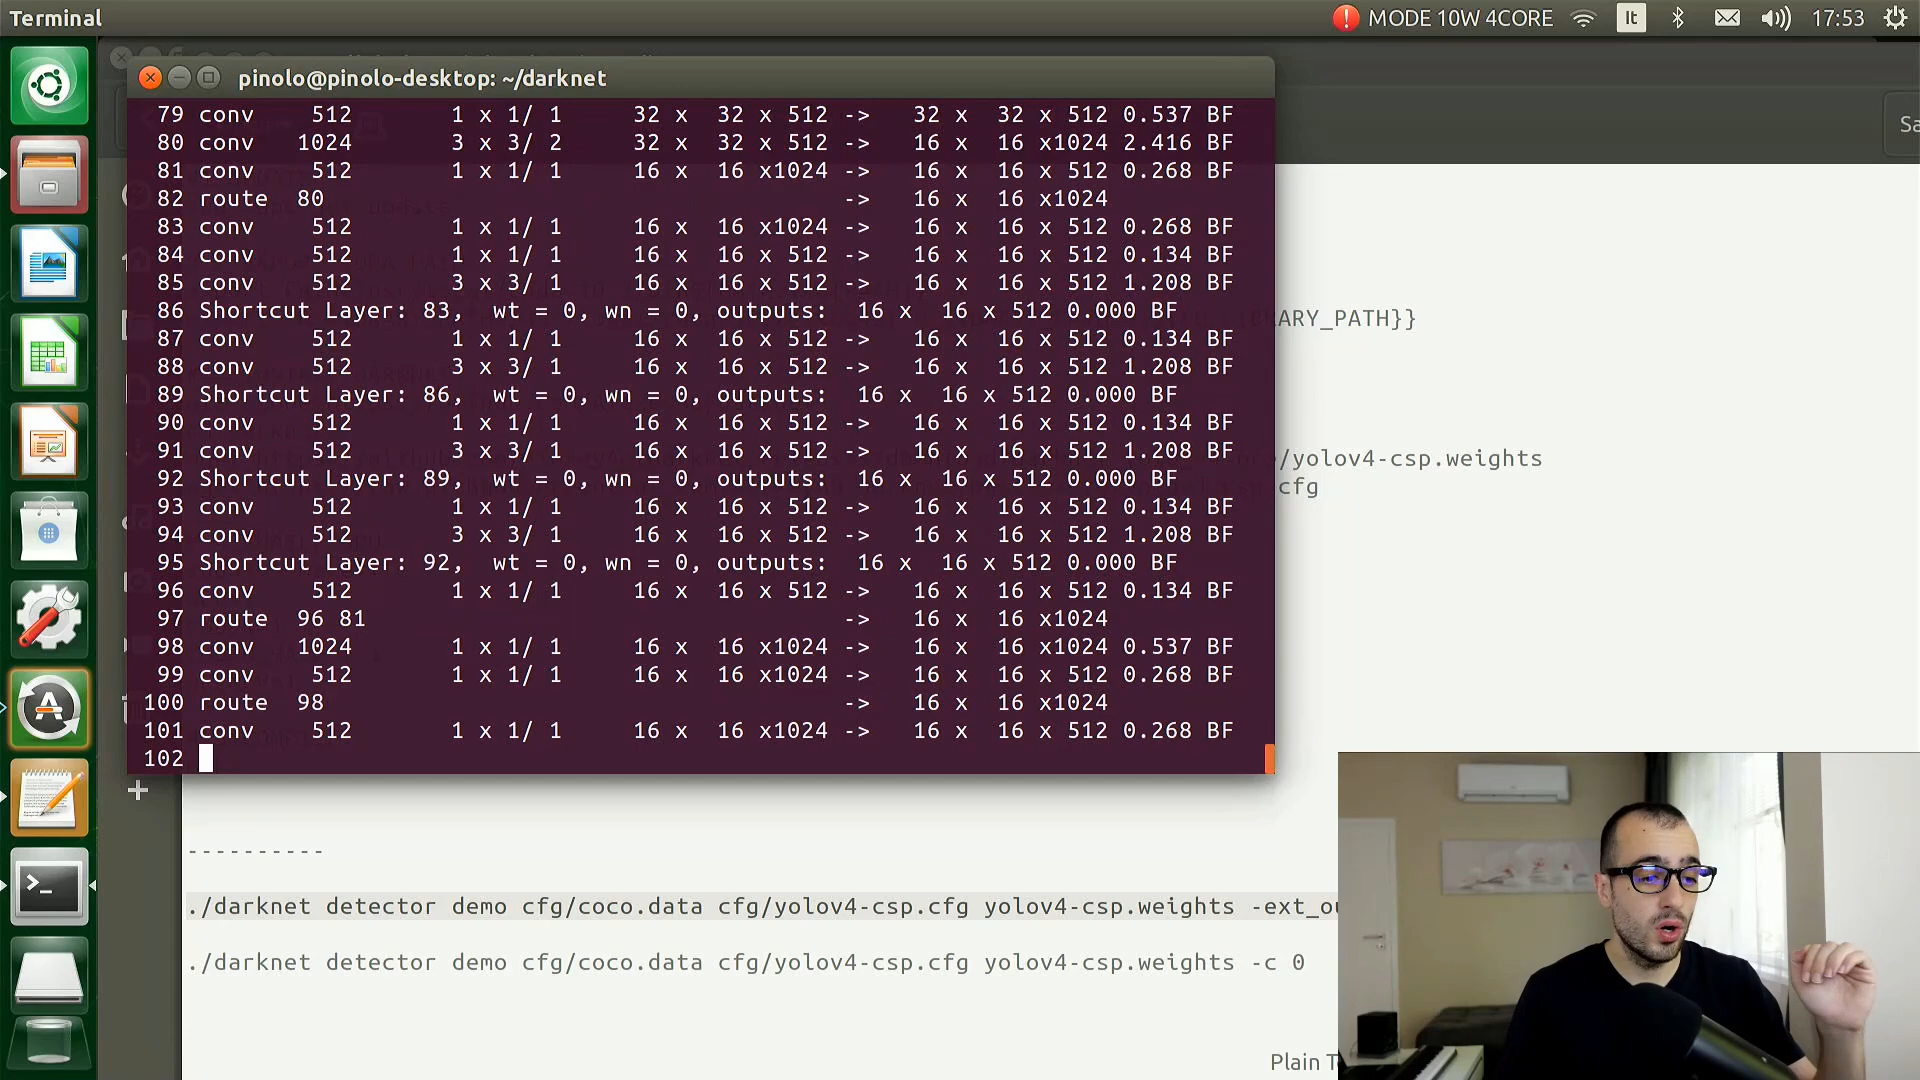 Terminal
MODE 10W 4CORE
It
17:53
pinolo@pinolo-desktop: ~/darknet
79 conv 512 1 x 1/ 1 32 x 32 x 512 -> 32 x 32 x 512 0.537 BF
80 conv 1024 3 x 3/ 2 32 x 32 x 512 -> 16 x 16 x1024 2.416 BF
81 conv 512 1 x 1/ 1 16 x 16 x1024 -> 16 x 16 x 512 0.268 BF
82 route 80 -> 16 x 16 x1024
83 conv 512 1 x 1/ 1 16 x 16 x1024 -> 16 x 16 x 512 0.268 BF
84 conv 512 1 x 1/ 1 16 x 16 x 512 -> 16 x 16 x 512 0.134 BF
85 conv 512 3 x 3/ 1 16 x 16 x 512 -> 16 x 16 x 512 1.208 BF
86 Shortcut Layer: 83, wt = 0, wn = 0, outputs: 16 x 16 x 512 0.000 BF
87 conv 512 1 x 1/ 1 16 x 16 x 512 -> 16 x 16 x 512 0.134 BF
88 conv 512 3 x 3/ 1 16 x 16 x 512 -> 16 x 16 x 512 1.208 BF
89 Shortcut Layer: 86, wt = 0, wn = 0, outputs: 16 x 16 x 512 0.000 BF
90 conv 512 1 x 1/ 1 16 x 16 x 512 -> 16 x 16 x 512 0.134 BF
91 conv 512 3 x 3/ 1 16 x 16 x 512 -> 16 x 16 x 512 1.208 BF
92 Shortcut Layer: 89, wt = 0, wn = 0, outputs: 16 x 16 x 512 0.000 BF
93 conv 512 1 x 1/ 1 16 x 16 x 512 -> 16 x 16 x 512 0.134 BF
94 conv 512 3 x 3/ 1 16 x 16 x 512 -> 16 x 16 x 512 1.208 BF
95 Shortcut Layer: 92, wt = 0, wn = 0, outputs: 16 x 16 x 512 0.000 BF
96 conv 512 1 x 1/ 1 16 x 16 x 512 -> 16 x 16 x 512 0.134 BF
97 route 96 81 -> 16 x 16 x1024
98 conv 1024 1 x 1/ 1 16 x 16 x1024 -> 16 x 16 x1024 0.537 BF
99 conv 512 1 x 1/ 1 16 x 16 x1024 -> 16 x 16 x 512 0.268 BF
100 route 98 -> 16 x 16 x1024
101 conv 512 1 x 1/ 1 16 x 16 x1024 -> 16 x 16 x 512 0.268 BF
102
Sa
RARY_PATH}}
/yolov4-csp.weights
cfg
----------
./darknet detector demo cfg/coco.data cfg/yolov4-csp.cfg yolov4-csp.weights -ext_ou
./darknet detector demo cfg/coco.data cfg/yolov4-csp.cfg yolov4-csp.weights -c 0
Plain T